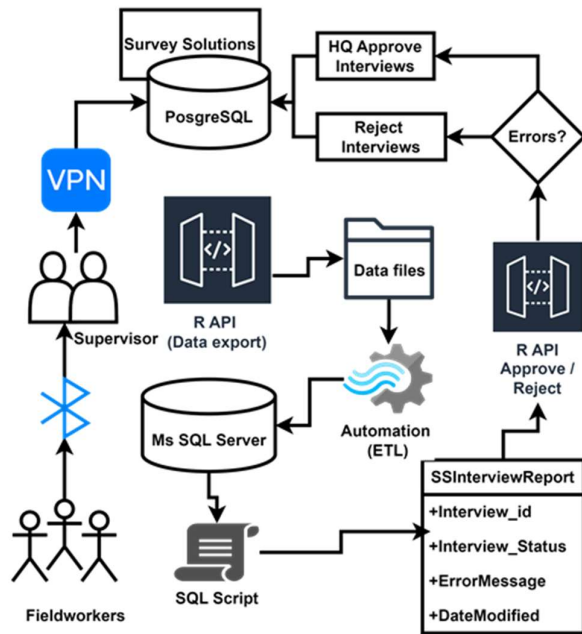 Survey Solutions
PosgreSQL
HQ Approve
Interviews
Reject
Interviews
Errors?
VPN
Supervisor
R API
(Data export)
Data files
R API
Approve /
Reject
Automation
(ETL)
Ms SQL Server
SQL Script
SSInterviewReport
+Interview_id
+Interview_Status
+ErrorMessage
+DateModified
Fieldworkers